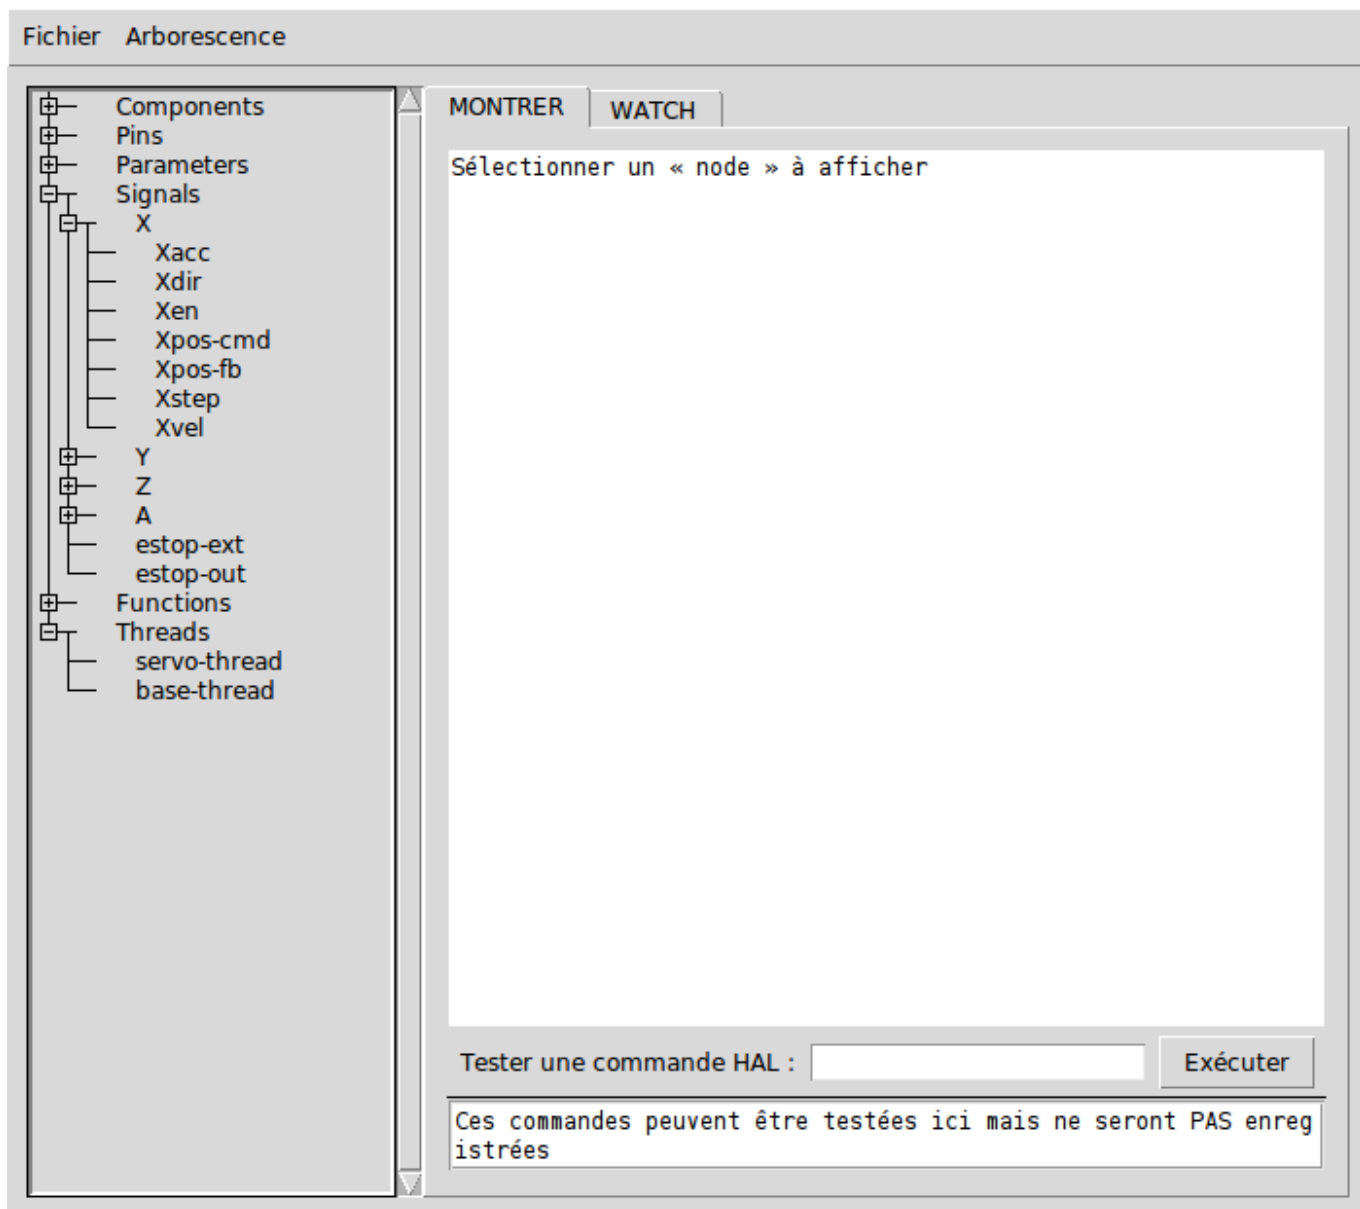 Fichier Arborescence
Components
Pins
Parameters
Signals
X
Xacc
Xdir
Xen
Xpos-cmd
Xpos-fb
Xstep
Xvel
Y
Z
A
estop-ext
estop-out
Functions
Threads
servo-thread
base-thread
MONTRER WATCH
Sélectionner un « node » à afficher
Tester une commande HAL : Exécuter
Ces commandes peuvent être testées ici mais ne seront PAS enreg
istrées